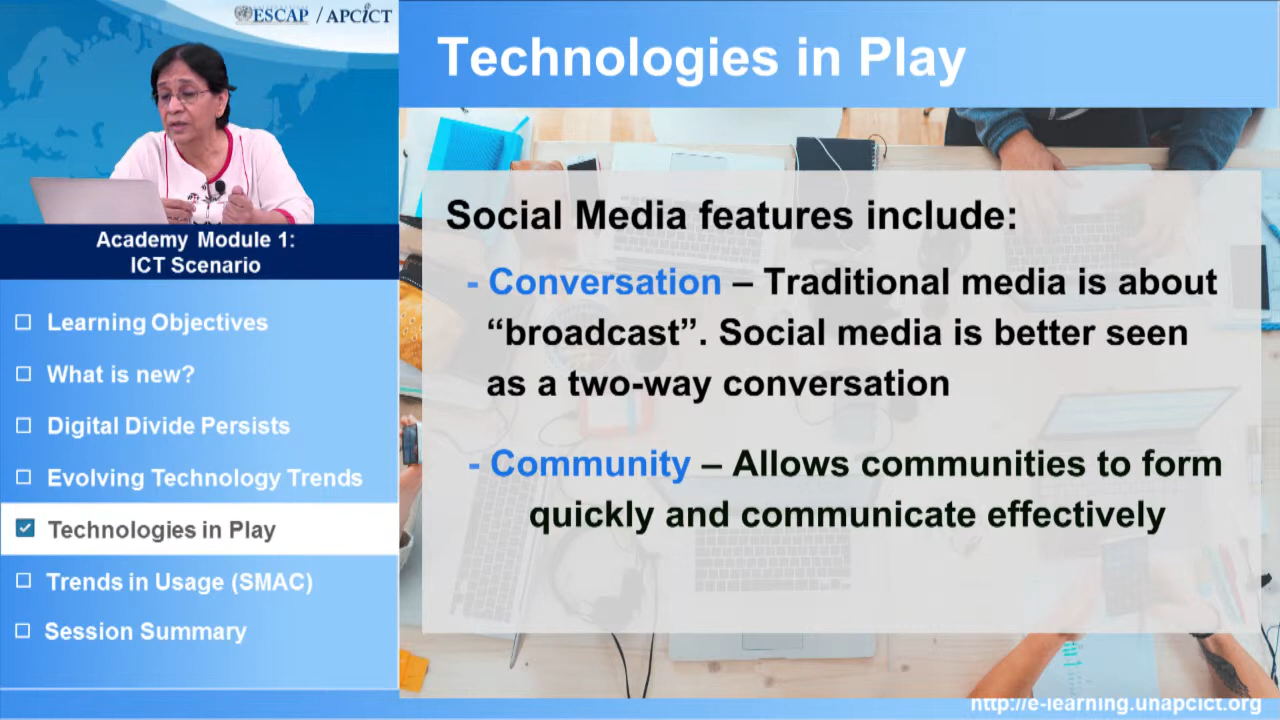 ESCAP / APCICT
Technologies in Play
Academy Module 1:
ICT Scenario
Learning Objectives
What is new?
Digital Divide Persists
Evolving Technology Trends
Technologies in Play
Trends in Usage (SMAC)
Session Summary
Social Media features include:
- Conversation – Traditional media is about
“broadcast”. Social media is better seen
as a two-way conversation
- Community – Allows communities to form
quickly and communicate effectively
http://e-learning.unapcict.org